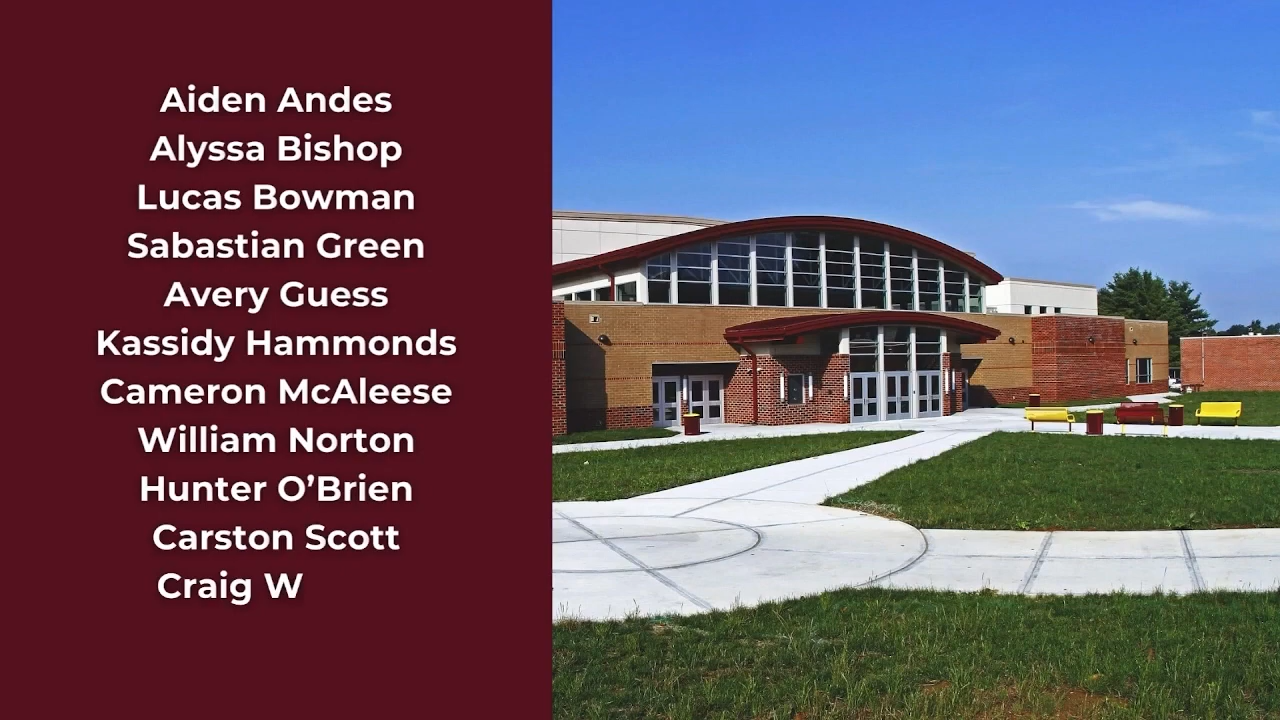 Aiden Andes
Alyssa Bishop
Lucas Bowman
Sabastian Green
Avery Guess
Kassidy Hammonds
Cameron McAleese
William Norton
Hunter O’Brien
Carston Scott
Craig W